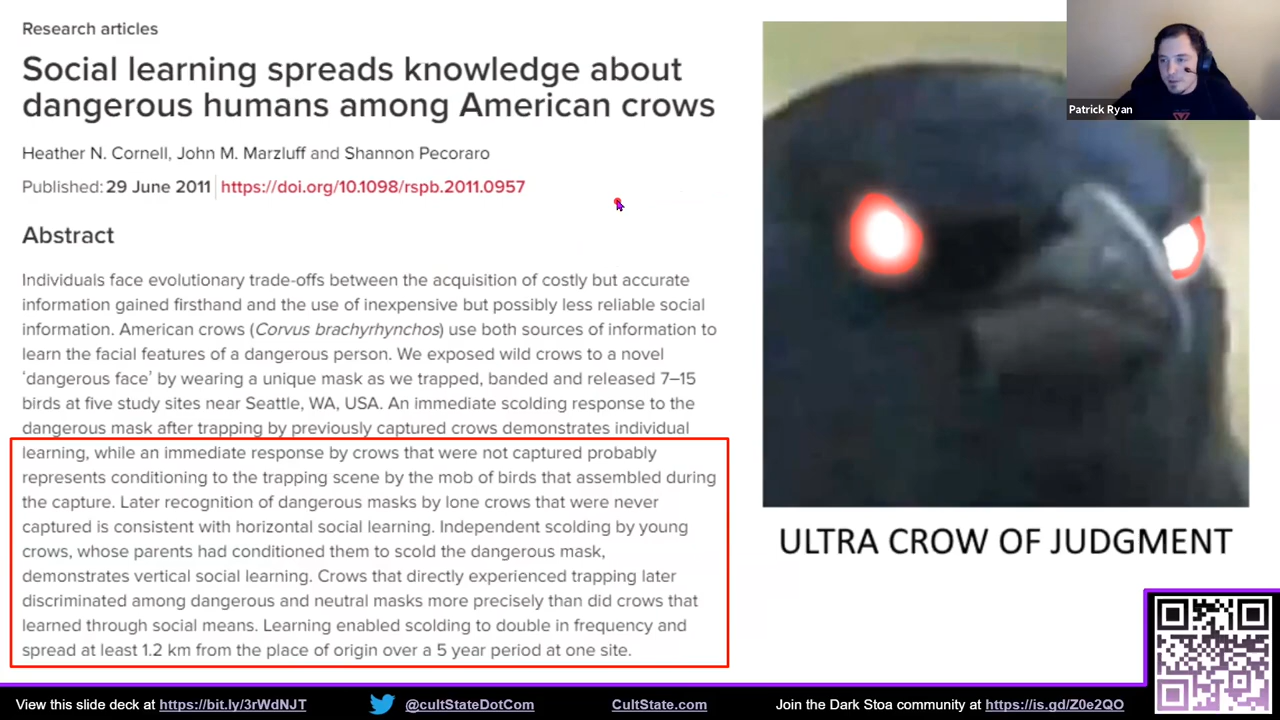 Research articles
Social learning spreads knowledge about
dangerous humans among American crows
Heather N. Cornell, John M. Marzluff and Shannon Pecoraro
Published: 29 June 2011 https://doi.org/10.1098/rspb.2011.0957
Abstract
Individuals face evolutionary trade-offs between the acquisition of costly but accurate
information gained firsthand and the use of inexpensive but possibly less reliable social
information. American crows (Corvus brachyrhynchos) use both sources of information to
learn the facial features of a dangerous person. We exposed wild crows to a novel
‘dangerous face’ by wearing a unique mask as we trapped, banded and released 7–15
birds at five study sites near Seattle, WA, USA. An immediate scolding response to the
dangerous mask after trapping by previously captured crows demonstrates individual
learning, while an immediate response by crows that were not captured probably
represents conditioning to the trapping scene by the mob of birds that assembled during
the capture. Later recognition of dangerous masks by lone crows that were never
captured is consistent with horizontal social learning. Independent scolding by young
crows, whose parents had conditioned them to scold the dangerous mask,
demonstrates vertical social learning. Crows that directly experienced trapping later
discriminated among dangerous and neutral masks more precisely than did crows that
learned through social means. Learning enabled scolding to double in frequency and
spread at least 1.2 km from the place of origin over a 5 year period at one site.
Patrick Ryan
ULTRA CROW OF JUDGMENT
View this slide deck at https://bit.ly/3rWdNJT
@cultStateDotCom
CultState.com
Join the Dark Stoa community at https://is.gd/Z0e2QO